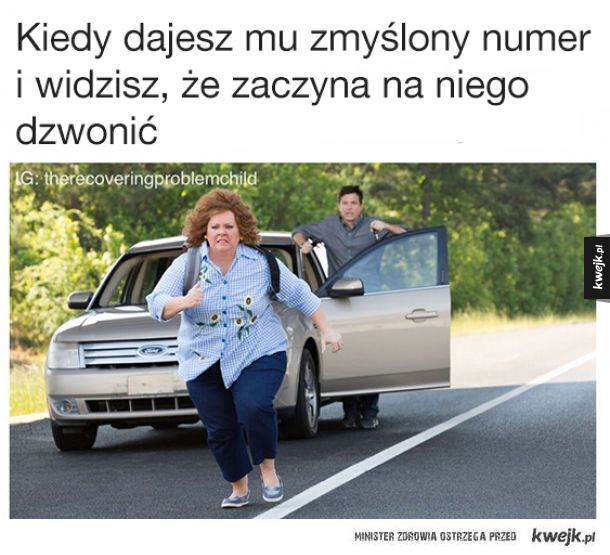 Kiedy dajesz mu zmyślony numer
i widzisz, że zaczyna na niego
dzwonić
IG: therecoveringproblemchild
kwejk.pl
Ford
MINISTER ZDROWIA OSTRZEGA PRZED kwejk.pl